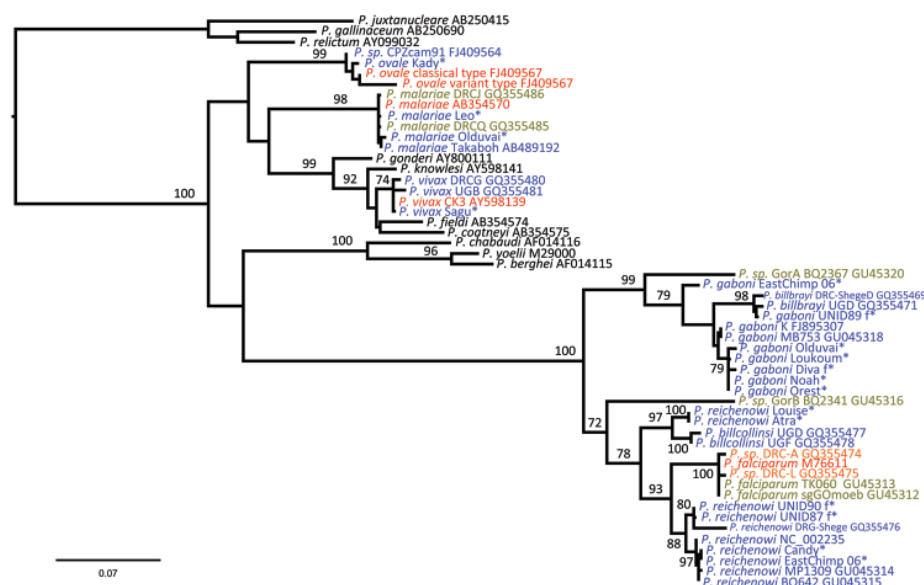 P. juxtanucleare AB250415
P. gallinaceum AB250690
P. relictum AY099032
99
P. sp. CPZcam91 FJ409564
P. ovale Kady*
P. ovale classical type FJ409567
P. ovale variant type FJ409567
P. malariae DRCJ GQ355486
98
P. malariae AB354570
P. malariae Leo*
P. malariae DRCQ GQ355485
P. malariae Olduvai*
P. malariae Takaboh AB489192
P. gonderi AY800111
99
P. knowlesi AY598141
92
74
P. vivax DRCG GQ355480
P. vivax UGB GQ355481
100
P. vivax CK3 AY598139
P. vivax Sagu*
P. fieldi AB354574
P. coatneyi AB354575
100
P. chabaudi AF014116
96
P. yoelii M29000
P. berghei AF014115
99
P. sp. GorA BQ2367 GU45320
P. gaboni EastChimp 06*
79
98
P. billbrayi DRC-ShegeD GQ355469
P. billbrayi UGD GQ355471
P. gaboni UNID89 f*
P. gaboni K FJ895307
P. gaboni MB753 GU045318
100
P. gaboni Olduvai*
P. gaboni Loukoum*
79
P. gaboni Diva f*
P. gaboni Noah*
P. gaboni Orest*
P. sp. GorB BQ2341 GU45316
72
97
100
P. reichenowi Louise*
P. reichenowi Atra*
P. billcollinsi UGD GQ355477
100
P. billcollinsi UGF GQ355478
78
P. sp. DRC-A GQ355474
P. falciparum M76611
100
P. sp. DRC-L GQ355475
P. falciparum TK060 GU45313
P. falciparum sgGOmoeb GU45312
93
80
P. reichenowi UNID90 f*
P. reichenowi UNID87 f*
P. reichenowi DRG-Shege GQ355476
88
P. reichenowi NC_002235
P. reichenowi Candy*
97
P. reichenowi EastChimp 06*
P. reichenowi MP1309 GU045314
P. reichenowi BQ642 GU045315
0.07